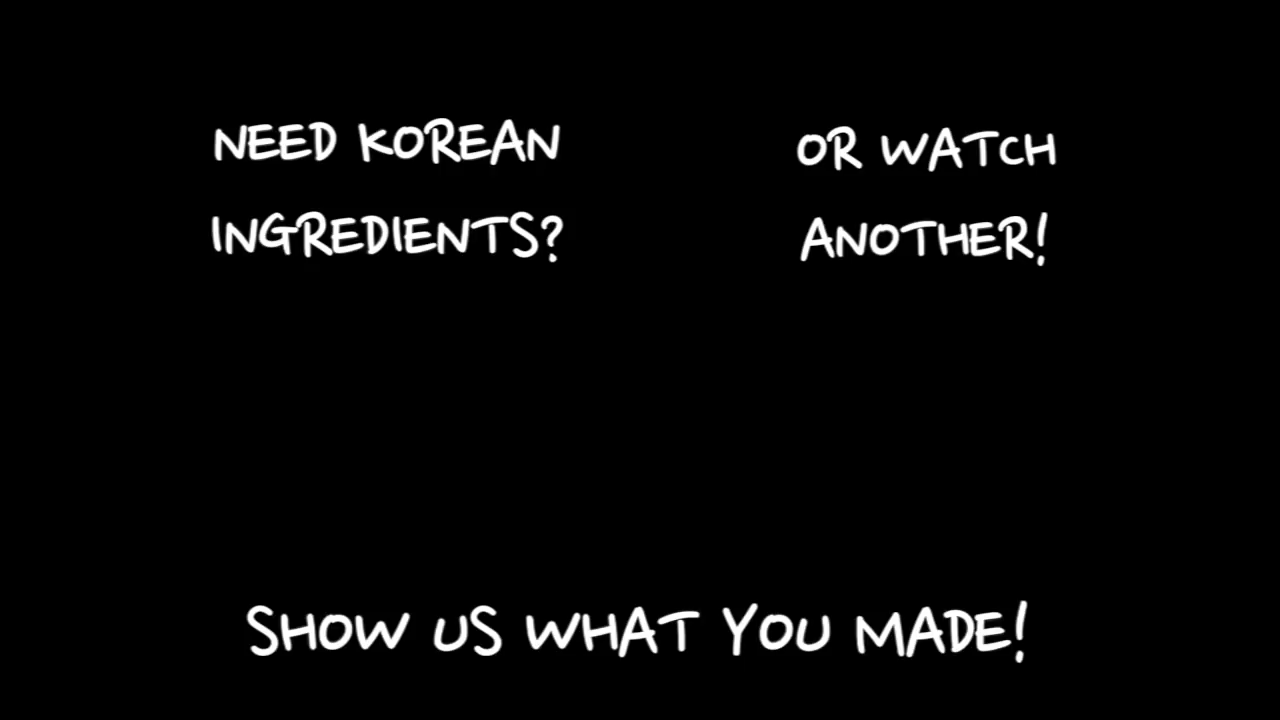 NEED KOREAN
INGREDIENTS?
OR WATCH
ANOTHER!
SHOW US WHAT YOU MADE!